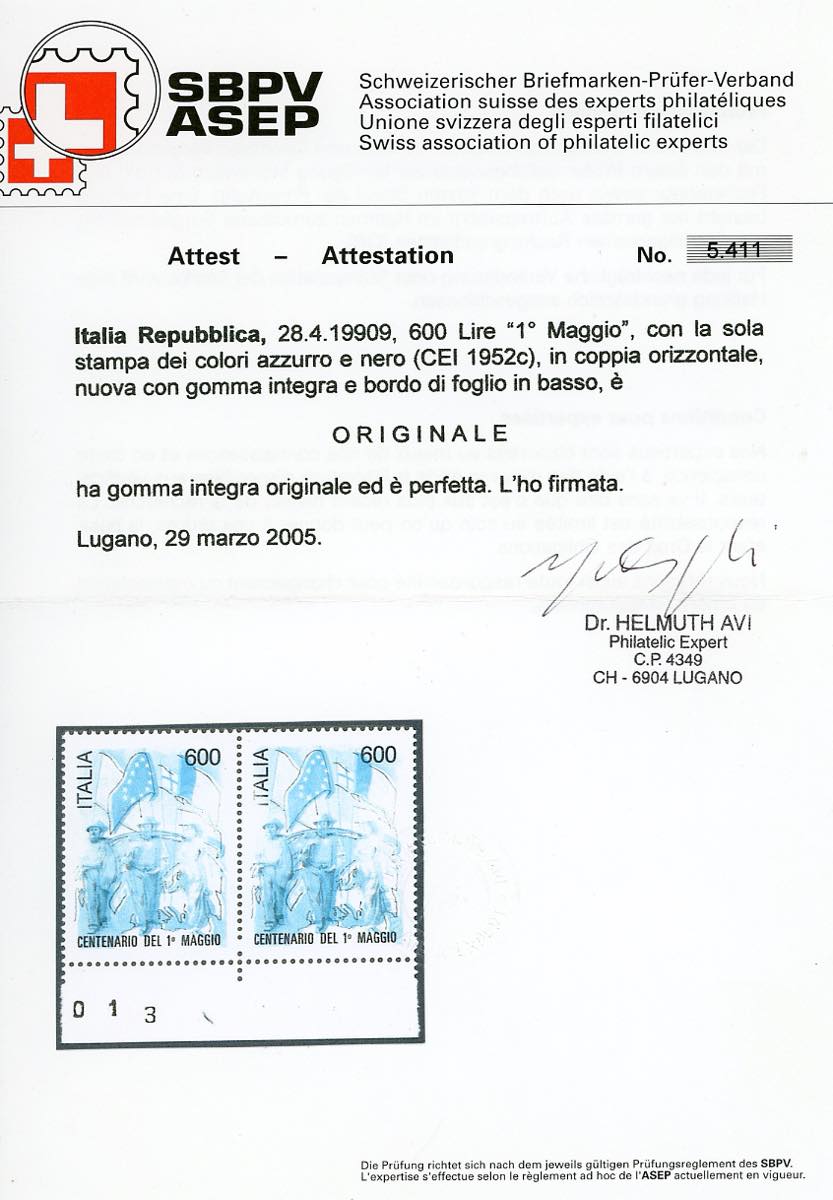 SBPV
ASEP
Schweizerischer Briefmarken-Prüfer-Verband
Association suisse des experts philatéliques
Unione svizzera degli esperti filatelici
Swiss association of philatelic experts
Attest – Attestation No. 5.411
Italia Repubblica, 28.4.19909, 600 Lire “1° Maggio”, con la sola
stampa dei colori azzurro e nero (CEI 1952c), in coppia orizzontale,
nuova con gomma integra e bordo di foglio in basso, è
ORIGINALE
ha gomma integra originale ed è perfetta. L'ho firmata.
Lugano, 29 marzo 2005.
Dr. HELMUTH AVI
Philatelic Expert
C.P. 4349
CH - 6904 LUGANO
ITALIA 600
CENTENARIO DEL 1° MAGGIO
ITALIA 600
CENTENARIO DEL 1° MAGGIO
0 1 3
Die Prüfung richtet sich nach dem jeweils gültigen Prüfungsreglement des SBPV.
L'expertise s'effectue selon le règlement ad hoc de l'ASEP actuellement en vigueur.